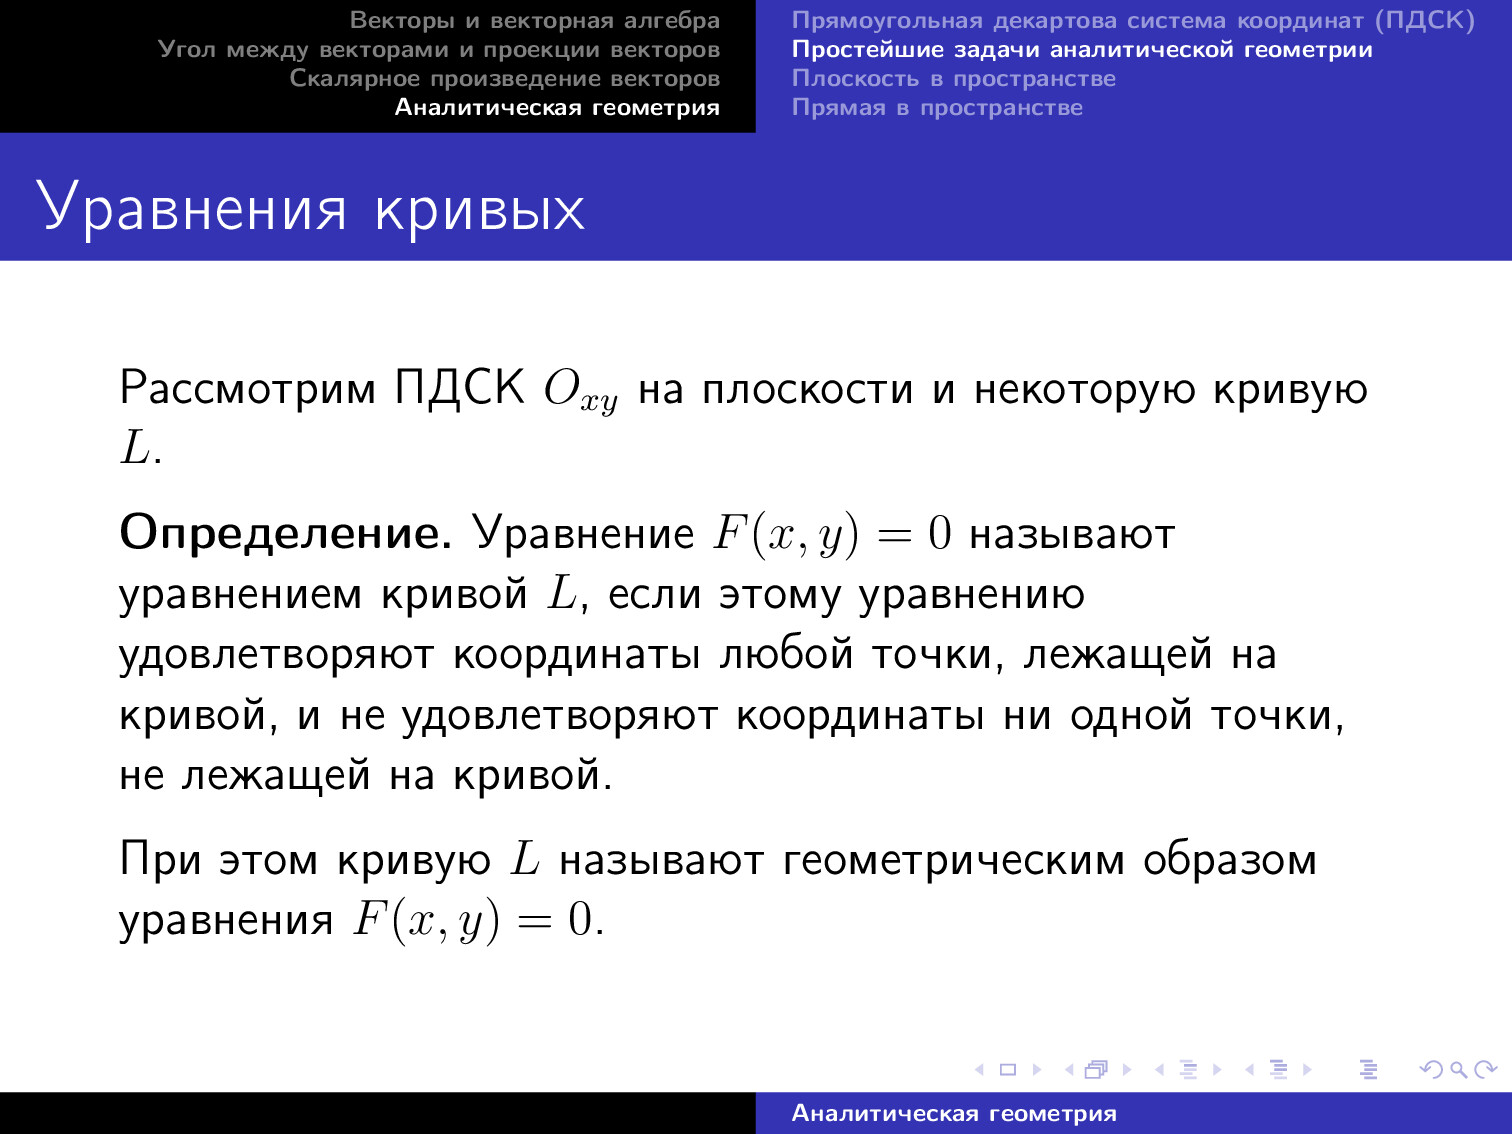 Векторы и векторная алгебра
Угол между векторами и проекции векторов
Скалярное произведение векторов
Аналитическая геометрия
Прямоугольная декартова система координат (ПДСК)
Простейшие задачи аналитической геометрии
Плоскость в пространстве
Прямая в пространстве
Уравнения кривых
Рассмотрим ПДСК $O_{xy}$ на плоскости и некоторую кривую
$L$.
Определение. Уравнение $F(x, y) = 0$ называют
уравнением кривой $L$, если этому уравнению
удовлетворяют координаты любой точки, лежащей на
кривой, и не удовлетворяют координаты ни одной точки,
не лежащей на кривой.
При этом кривую $L$ называют геометрическим образом
уравнения $F(x, y) = 0$.
Аналитическая геометрия